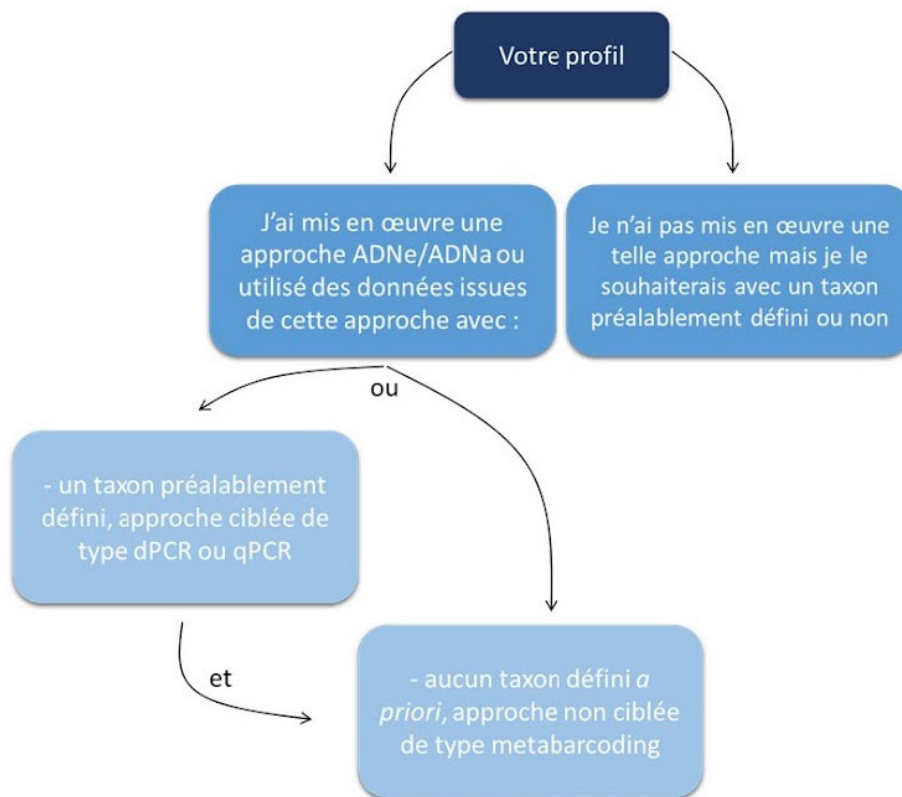 Votre profil
J'ai mis en œuvre une
approche ADNe/ADNa ou
utilisé des données issues
de cette approche avec :
Je n'ai pas mis en œuvre une
telle approche mais je le
souhaiterais avec un taxon
préalablement défini ou non
ou
- un taxon préalablement
défini, approche ciblée de
type dPCR ou qPCR
et
- aucun taxon défini a
priori, approche non ciblée
de type metabarcoding